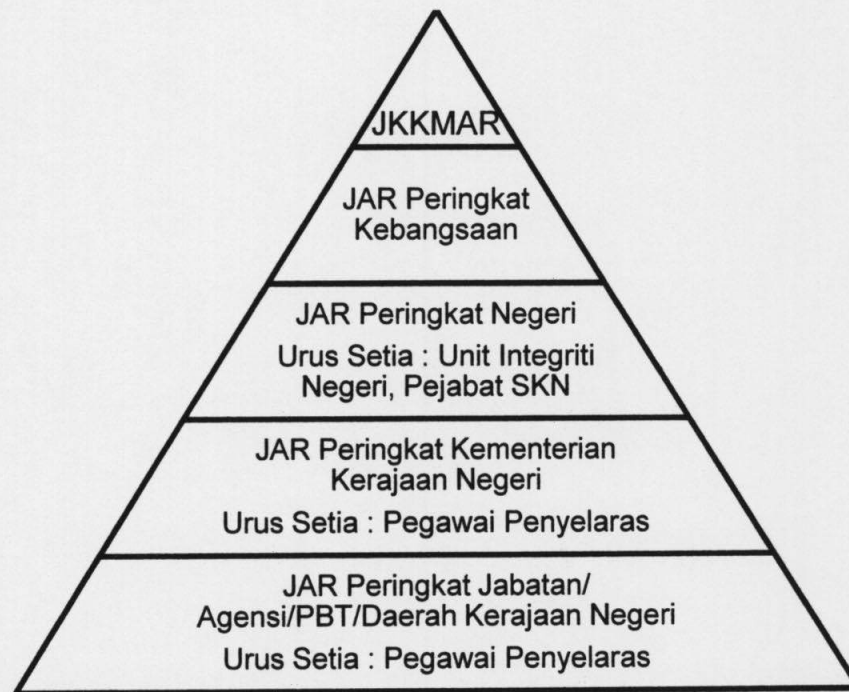 JKKMAR
JAR Peringkat
Kebangsaan
JAR Peringkat Negeri
Urus Setia : Unit Integriti
Negeri, Pejabat SKN
JAR Peringkat Kementerian
Kerajaan Negeri
Urus Setia : Pegawai Penyelaras
JAR Peringkat Jabatan/
Agensi/PBT/Daerah Kerajaan Negeri
Urus Setia : Pegawai Penyelaras